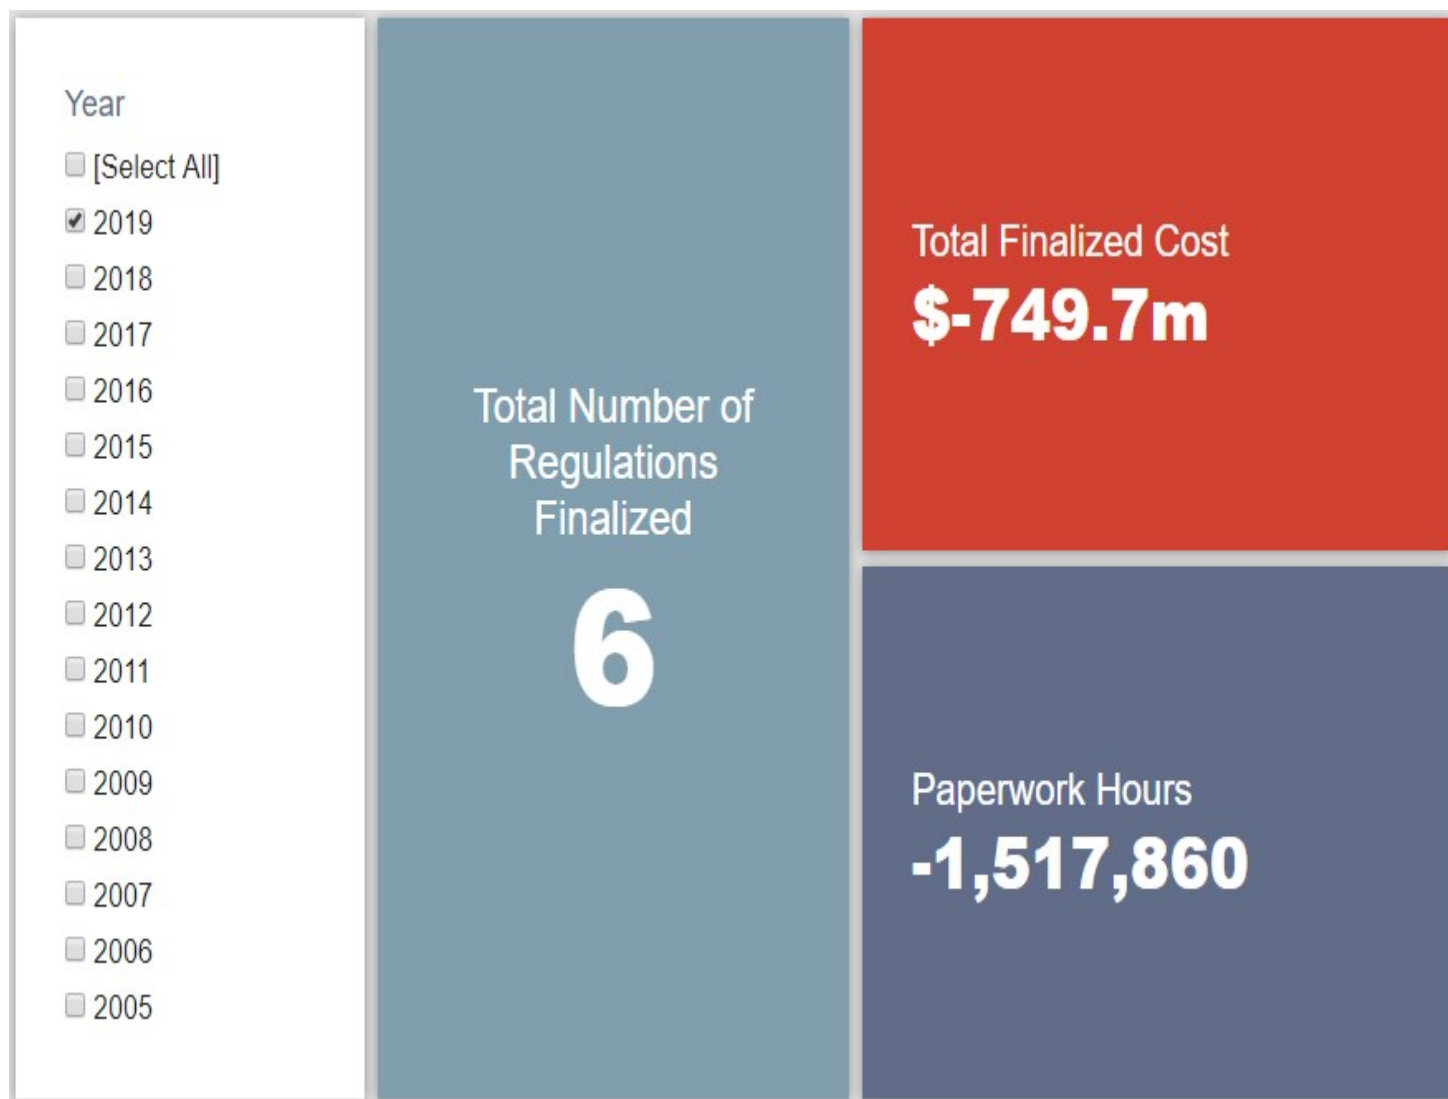 Year
[Select All]
2019
2018
2017
2016
2015
2014
2013
2012
2011
2010
2009
2008
2007
2006
2005
Total Number of
Regulations
Finalized
6
Total Finalized Cost
$-749.7m
Paperwork Hours
-1,517,860